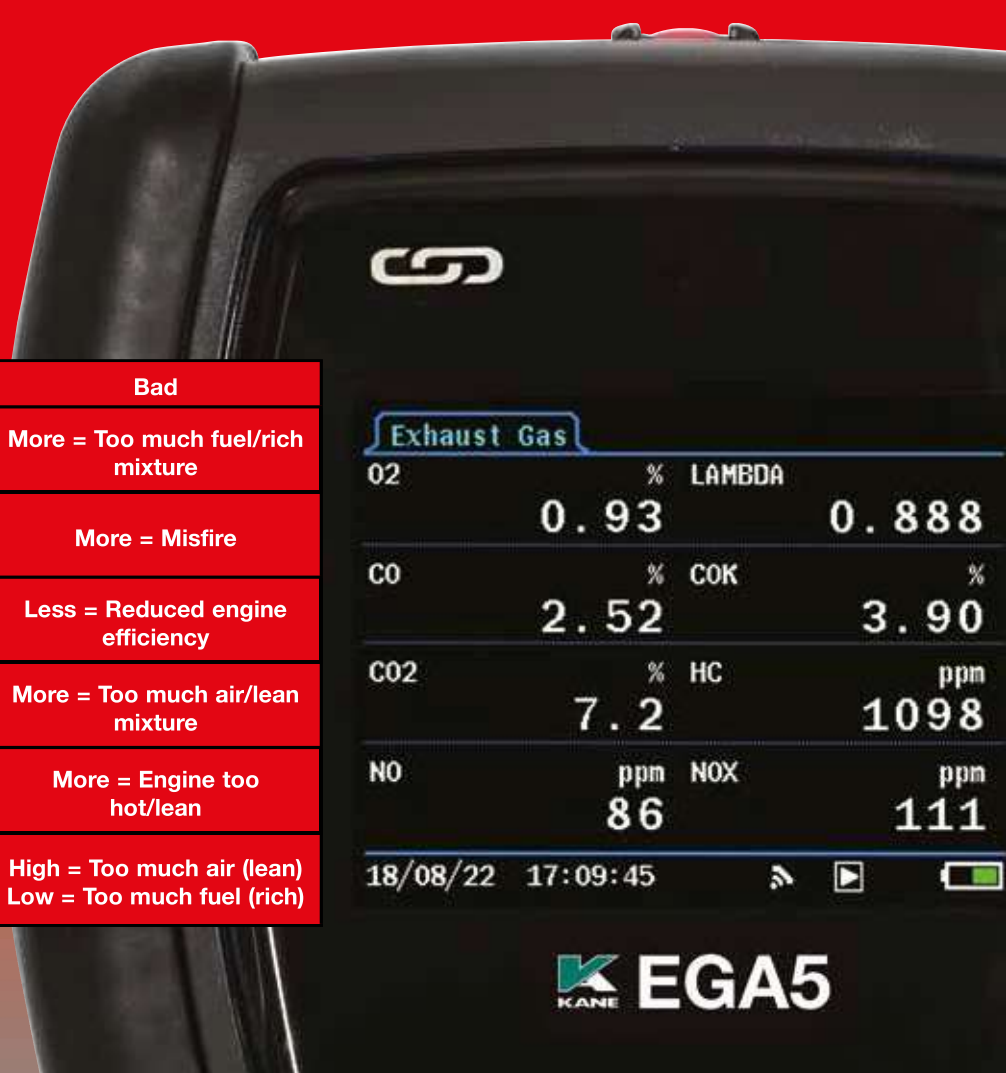 Bad
More = Too much fuel/rich
mixture
More = Misfire
Less = Reduced engine
efficiency
More = Too much air/lean
mixture
More = Engine too
hot/lean
High = Too much air (lean)
Low = Too much fuel (rich)
Exhaust Gas
O2 % LAMBDA
0.93 0.888
CO % COK %
2.52 3.90
CO2 % HC ppm
7.2 1098
NO ppm NOX ppm
86 111
18/08/22 17:09:45
KANE EGA5